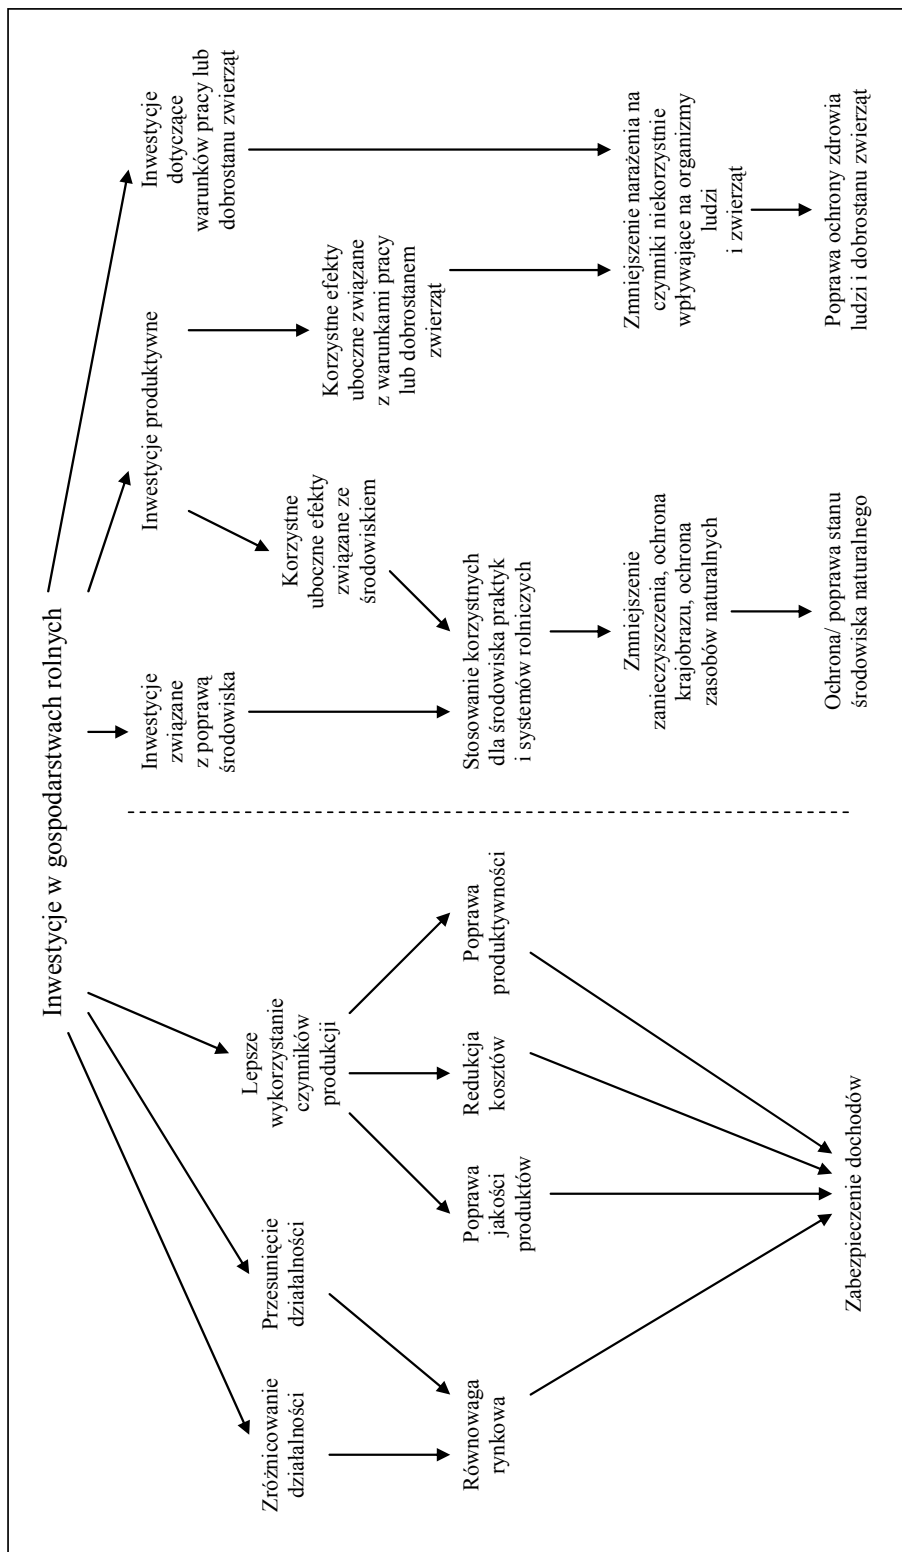 Inwestycje w gospodarstwach rolnych
Zróżnicowanie
działalności
Przesunięcie
działalności
Lepsze
wykorzystanie
czynników
produkcji
Inwestycje
związane
z poprawą
środowiska
Inwestycje produktywne
Inwestycje
dotyczące
warunków pracy lub
dobrostanu zwierząt
Korzystne
uboczne efekty
związane ze
środowiskiem
Korzystne efekty
uboczne związane
z warunkami pracy
lub dobrostanem
zwierząt
Równowaga
rynkowa
Poprawa
jakości
produktów
Redukcja
kosztów
Poprawa
produktywności
Stosowanie korzystnych
dla środowiska praktyk
i systemów rolniczych
Zmniejszenie
zanieczyszczenia, ochrona
krajobrazu, ochrona
zasobów naturalnych
Zmniejszenie narażenia na
czynniki niekorzystnie
wpływające na organizmy
ludzi
i zwierząt
Zabezpieczenie dochodów
Ochrona/ poprawa stanu
środowiska naturalnego
Poprawa ochrony zdrowia
ludzi i dobrostanu zwierząt